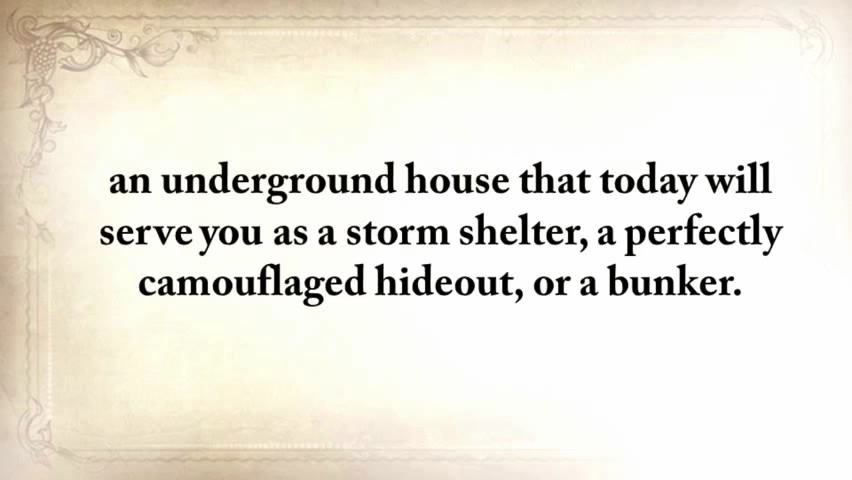 an underground house that today will
serve you as a storm shelter, a perfectly
camouflaged hideout, or a bunker.